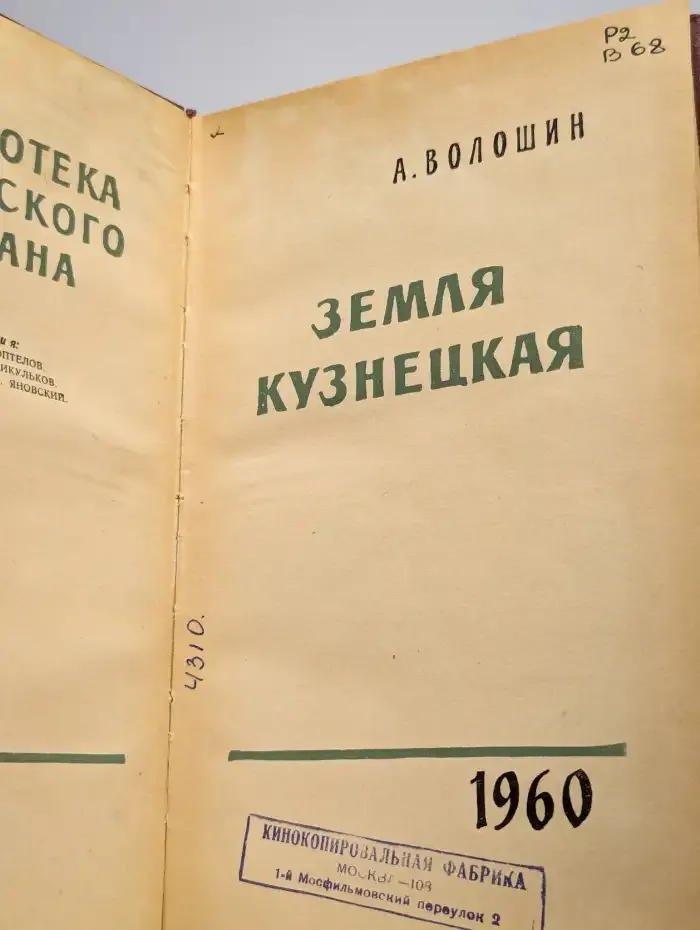 ОТЕКА
СКОГО
АНА
ия:
ОПТЕЛОВ.
ИКУЛЬКОВ.
. ЯНОВСКИЙ.
Р2
В 68
А. ВОЛОШИН
ЗЕМЛЯ
КУЗНЕЦКАЯ
4310.
1960
КИНОКОПИРОВАЛЬНАЯ ФАБРИКА
МОСКВА—108
1-й Мосфильмовский переулок 2